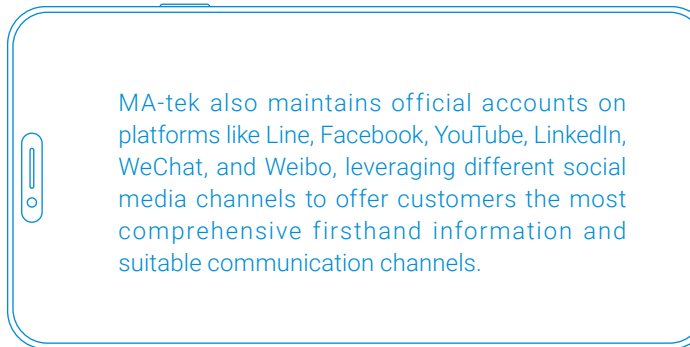 MA-tek also maintains official accounts on
platforms like Line, Facebook, YouTube, LinkedIn,
WeChat, and Weibo, leveraging different social
media channels to offer customers the most
comprehensive firsthand information and
suitable communication channels.